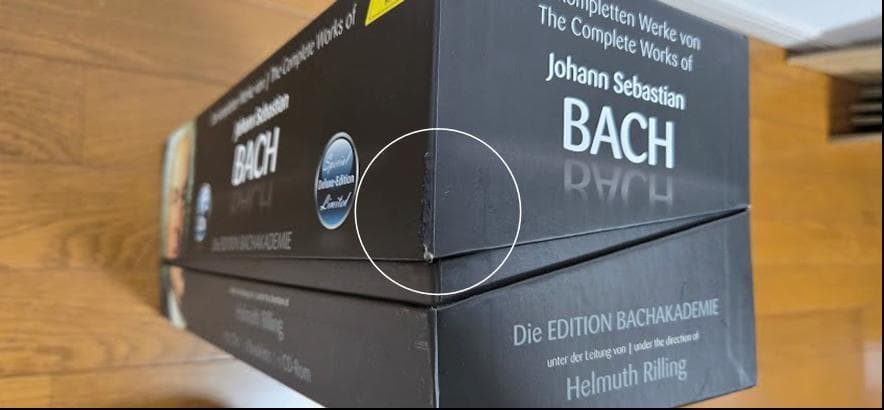 The Complete Works of
Johann Sebastian
BACH
Special
Deluxe-Edition
Limited
Die EDITION BACHAKADEMIE
Helmuth Rilling
CD-Rom
Werke von
The Complete Works of
Johann Sebastian
BACH
Die EDITION BACHAKADEMIE
unter der Leitung von | under the direction of
Helmuth Rilling